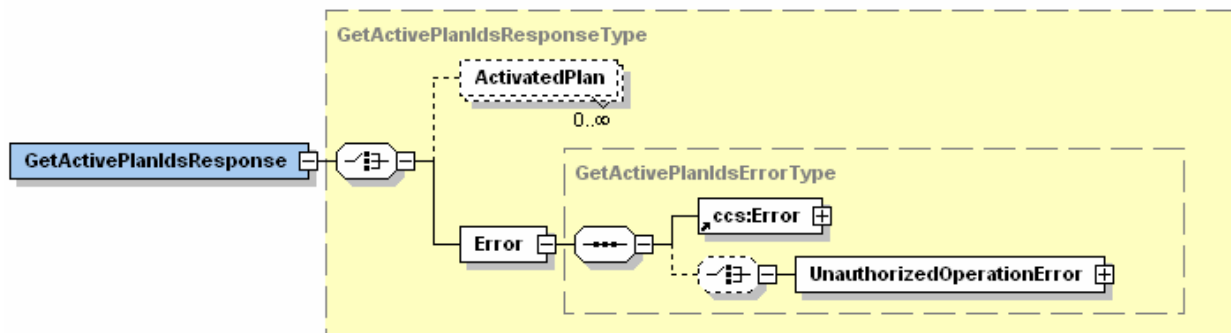 GetActivePlanIdsResponseType
ActivatedPlan
0..∞
GetActivePlanIdsResponse
GetActivePlanIdsErrorType
ccs:Error
Error
UnauthorizedOperationError